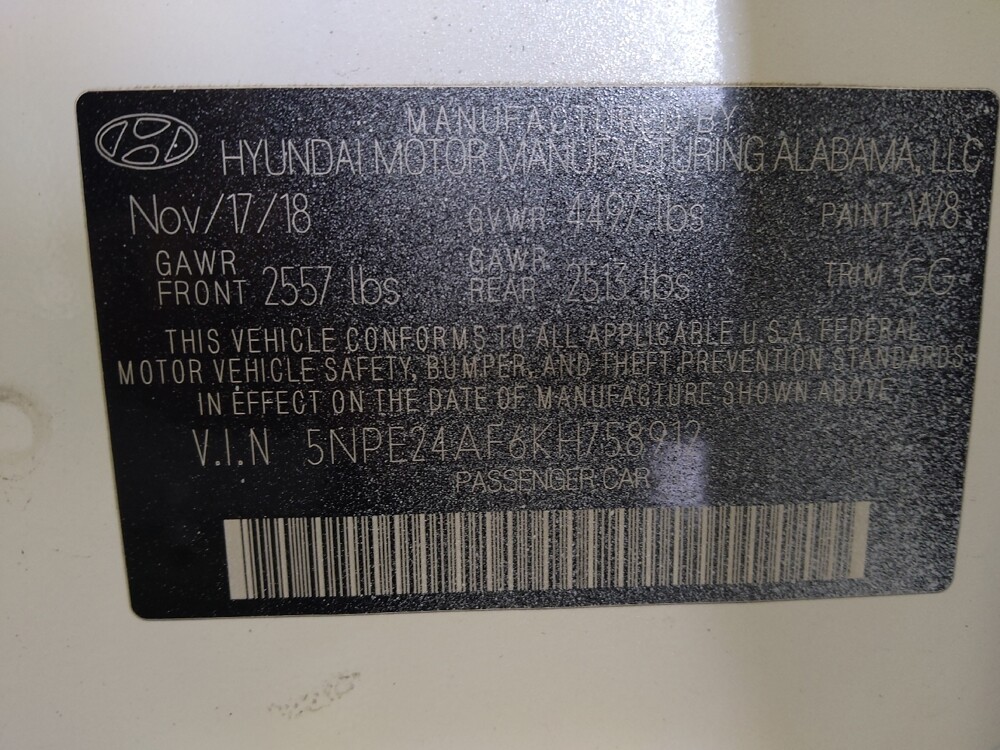 MANUFACTURED BY
HYUNDAI MOTOR MANUFACTURING ALABAMA, LLC
Nov/17/18 GVWR 4497 lbs PAINT W8
GAWR FRONT 2557 lbs GAWR REAR 2513 lbs TRIM GG
THIS VEHICLE CONFORMS TO ALL APPLICABLE U.S.A. FEDERAL
MOTOR VEHICLE SAFETY, BUMPER, AND THEFT PREVENTION STANDARDS
IN EFFECT ON THE DATE OF MANUFACTURE SHOWN ABOVE.
V.I.N 5NPE24AF6KH758912
PASSENGER CAR